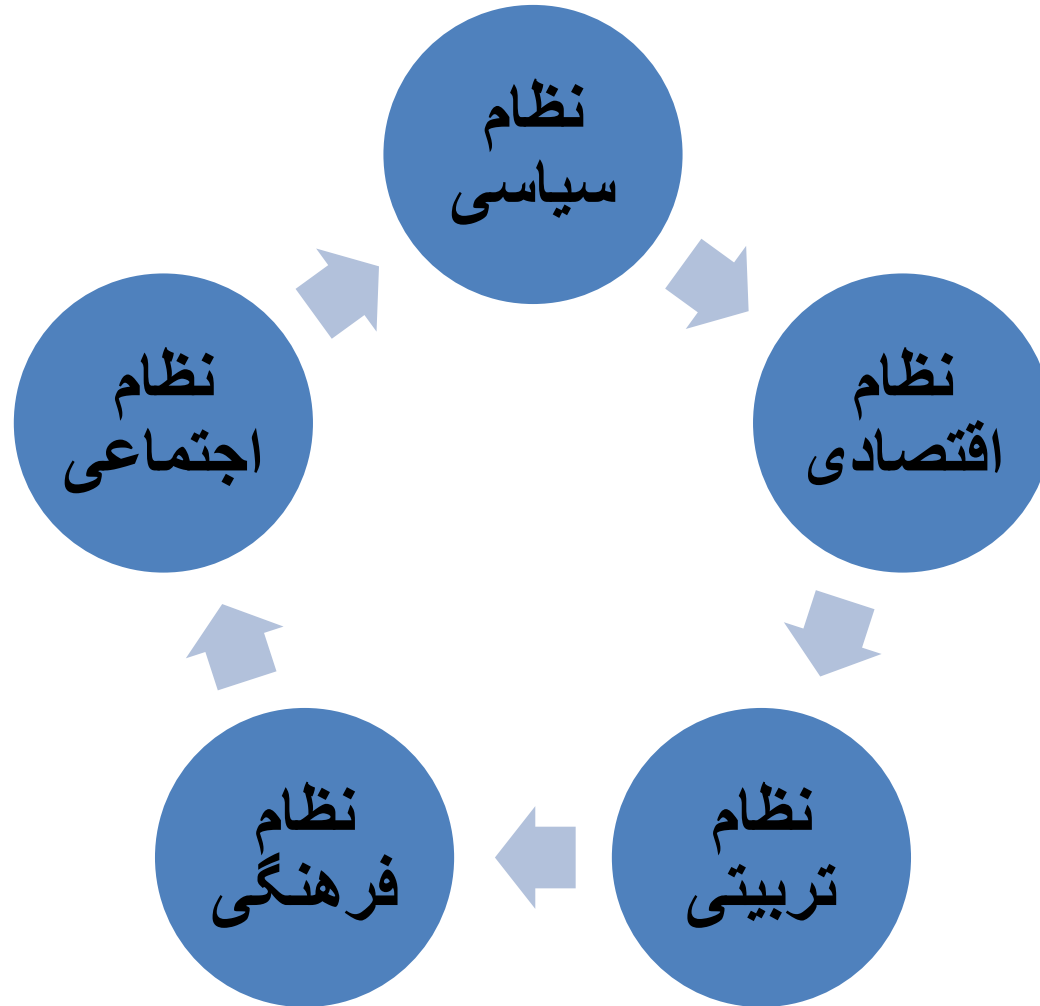 نظام
سیاسی
نظام
اقتصادی
نظام
تربیتی
نظام
فرهنگی
نظام
اجتماعی